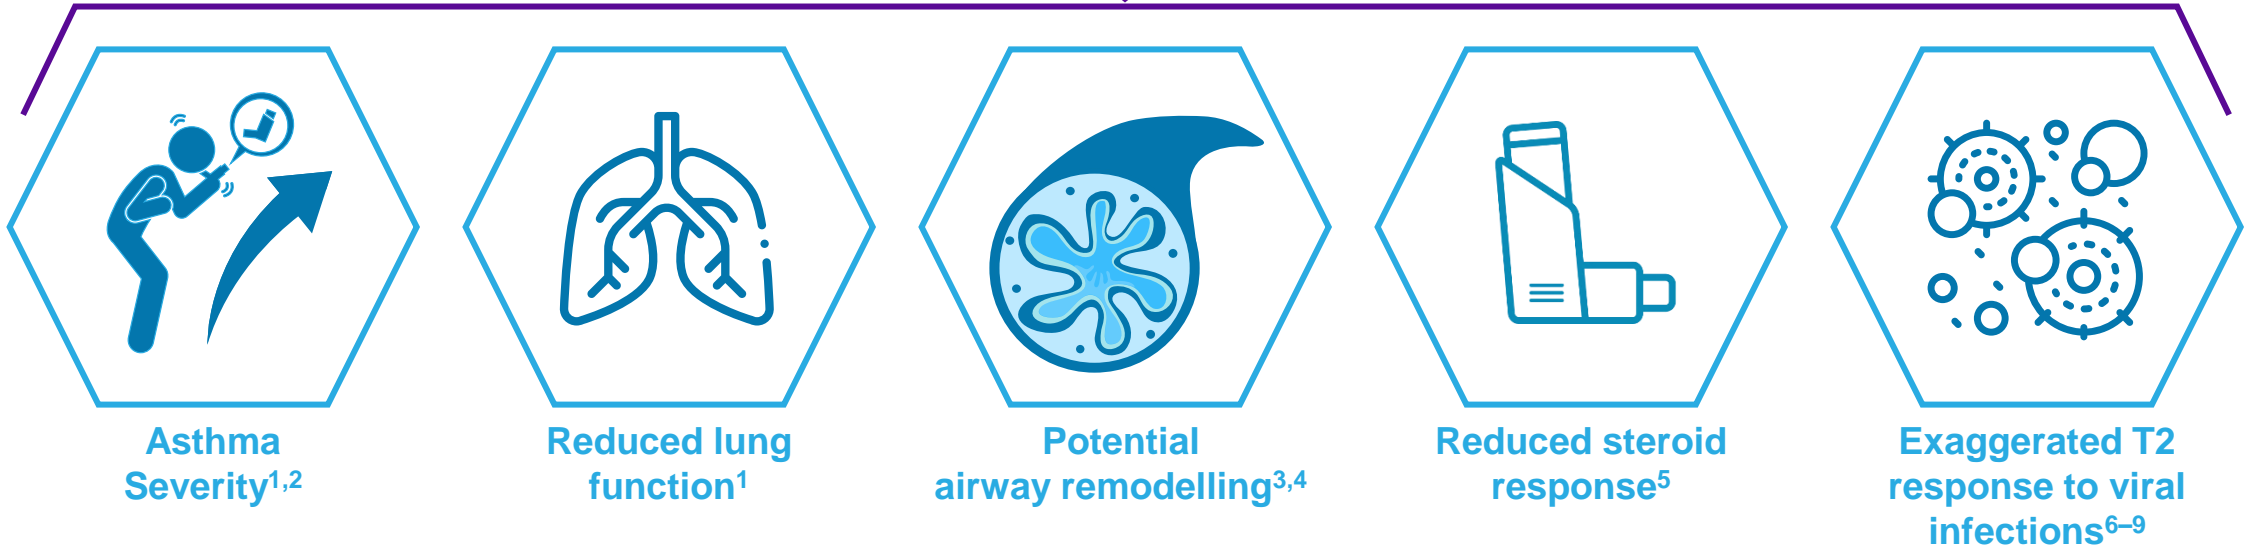 Asthma
Severity1,2
Reduced lung
function1
Potential
airway remodelling3,4
Reduced steroid
response5
Exaggerated T2
response to viral
infections6–9